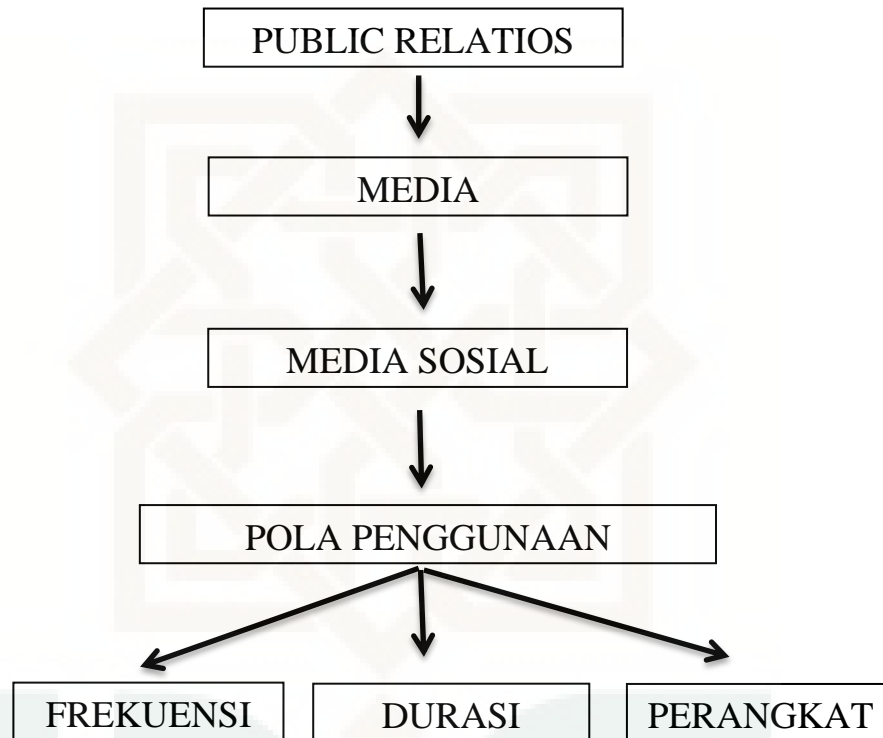 PUBLIC RELATIOS
MEDIA
MEDIA SOSIAL
POLA PENGGUNAAN
FREKUENSI
DURASI
PERANGKAT